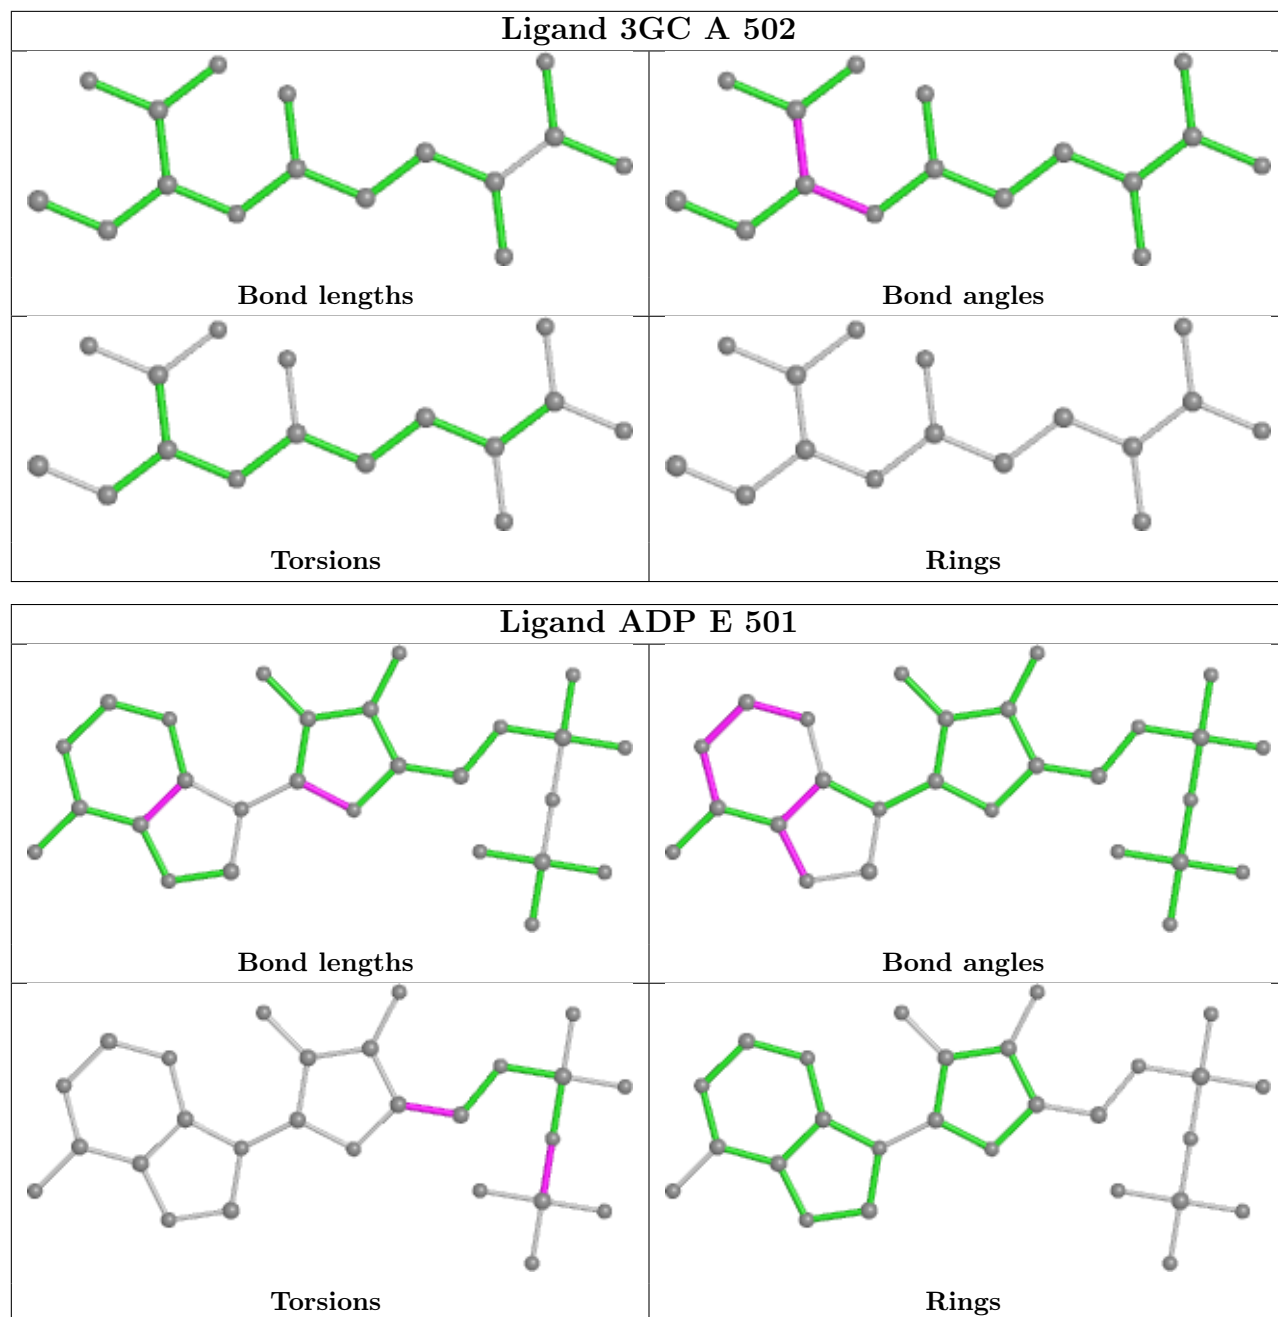 Ligand 3GC A 502
Bond lengths
Bond angles
Torsions
Rings
Ligand ADP E 501
Bond lengths
Bond angles
Torsions
Rings